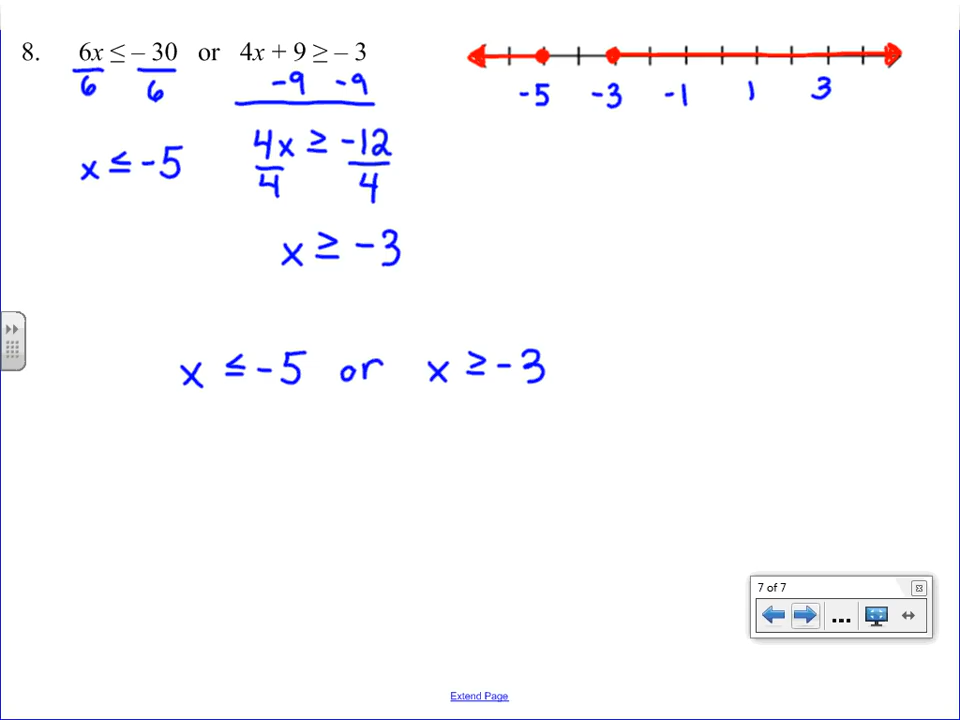 8. 6x ≤ – 30 or 4x + 9 ≥ – 3
6 6 -9 -9
-5 -3 -1 1 3
x ≤ -5 4x ≥ -12
4 4
x ≥ -3
x ≤ -5 or x ≥ -3
7 of 7
...
Extend Page